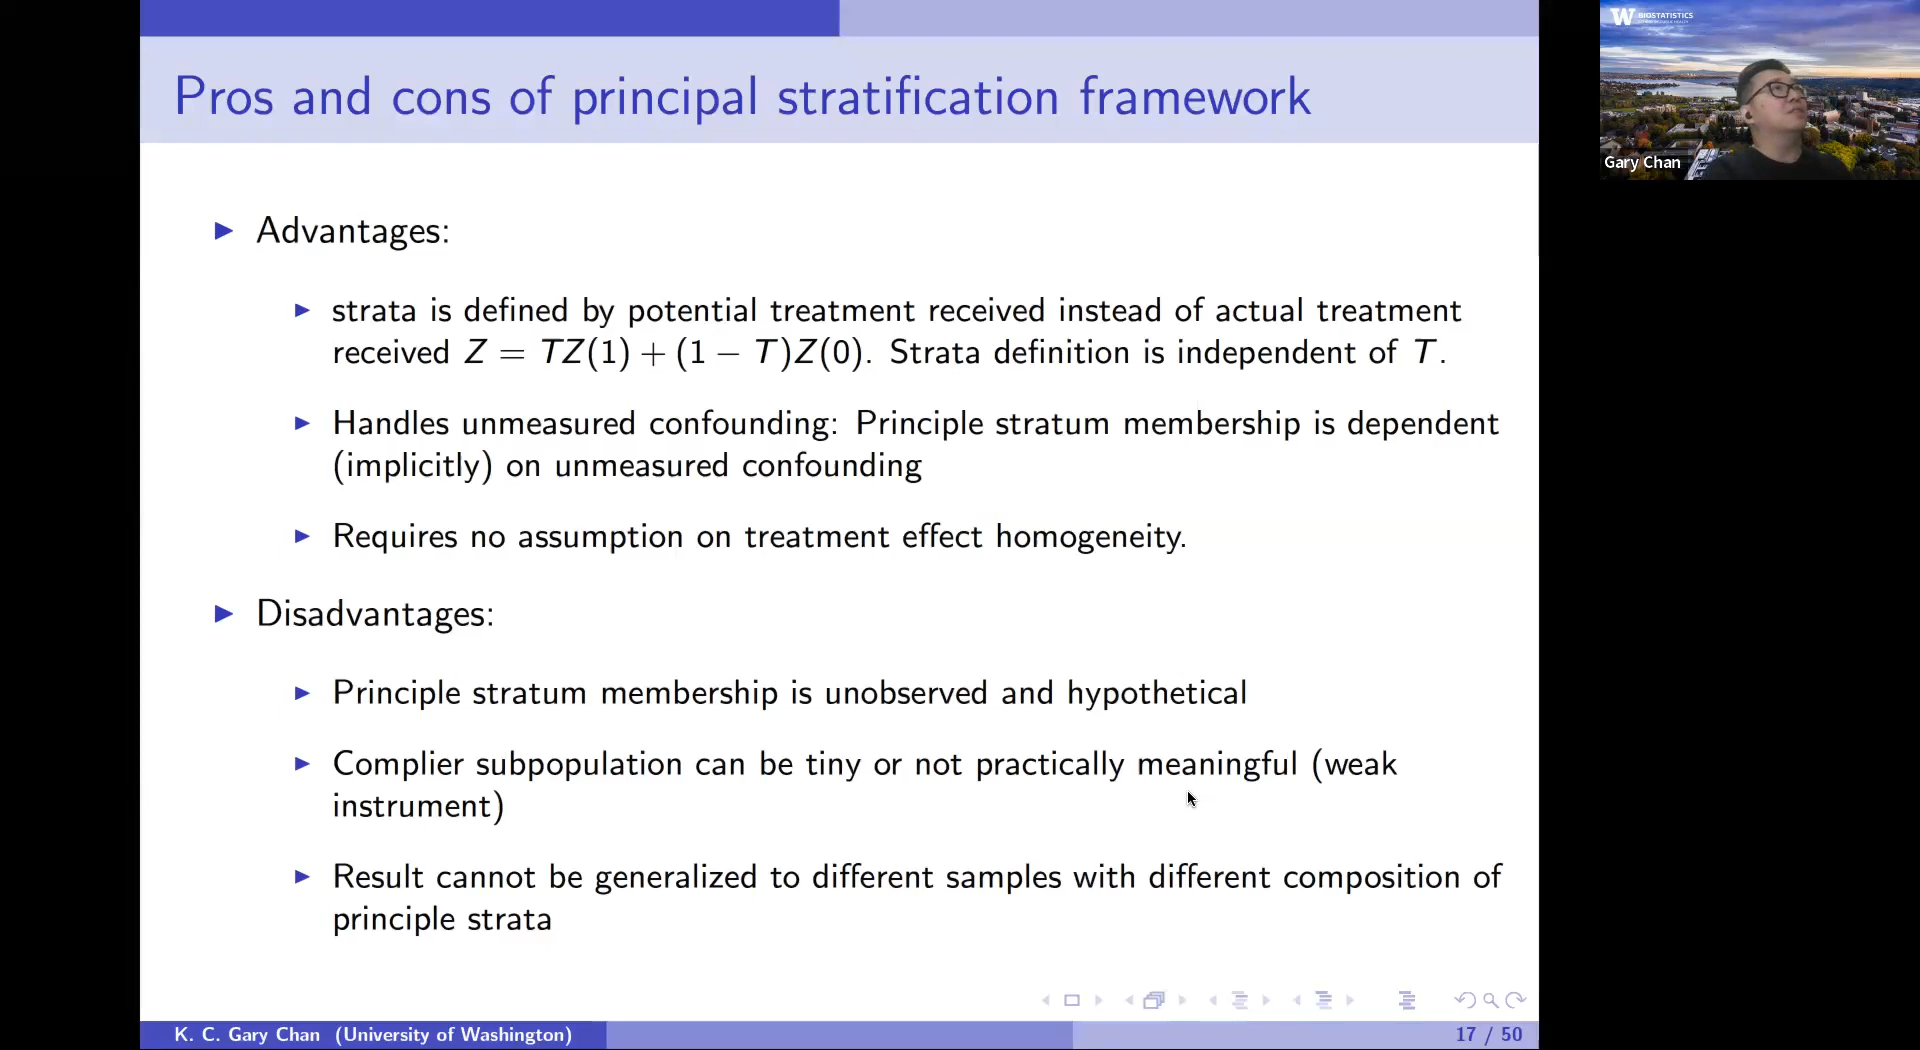 Pros and cons of principal stratification framework
Advantages:
strata is defined by potential treatment received instead of actual treatment
received Z = TZ(1) + (1 − T)Z(0). Strata definition is independent of T.
Handles unmeasured confounding: Principle stratum membership is dependent
(implicitly) on unmeasured confounding
Requires no assumption on treatment effect homogeneity.
Disadvantages:
Principle stratum membership is unobserved and hypothetical
Complier subpopulation can be tiny or not practically meaningful (weak
instrument)
Result cannot be generalized to different samples with different composition of
principle strata
K. C. Gary Chan (University of Washington)
17 / 50
W BIOSTATISTICS
Gary Chan